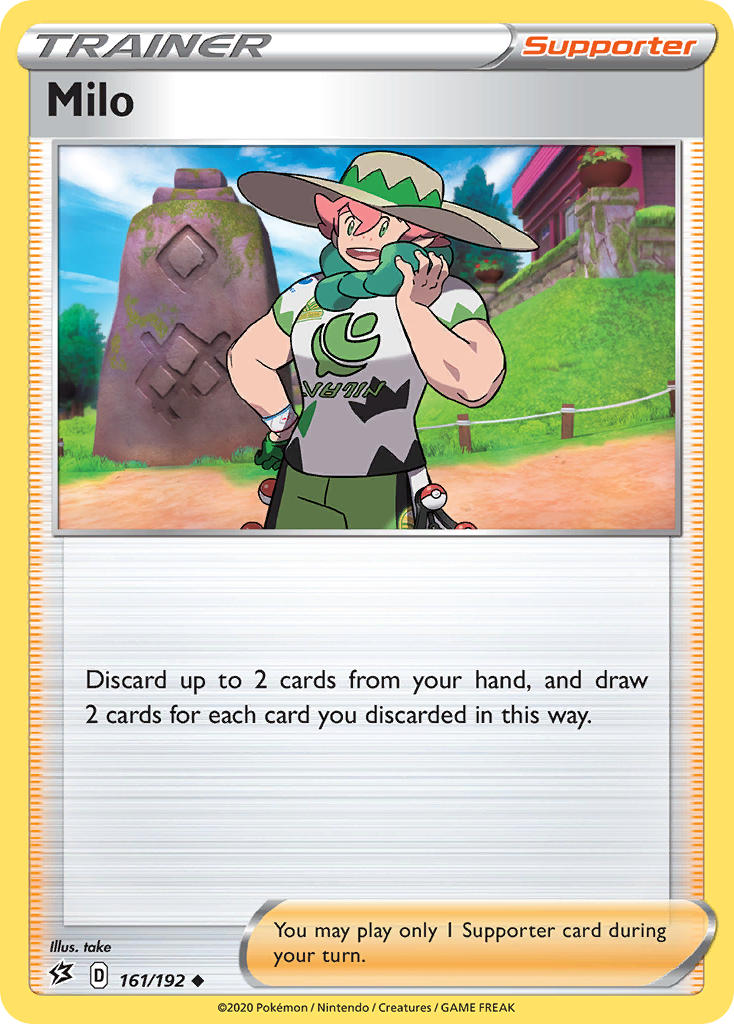 TRAINER
Supporter
Milo
Discard up to 2 cards from your hand, and draw
2 cards for each card you discarded in this way.
You may play only 1 Supporter card during
your turn.
Illus. take
D 161/192
©2020 Pokémon / Nintendo / Creatures / GAME FREAK